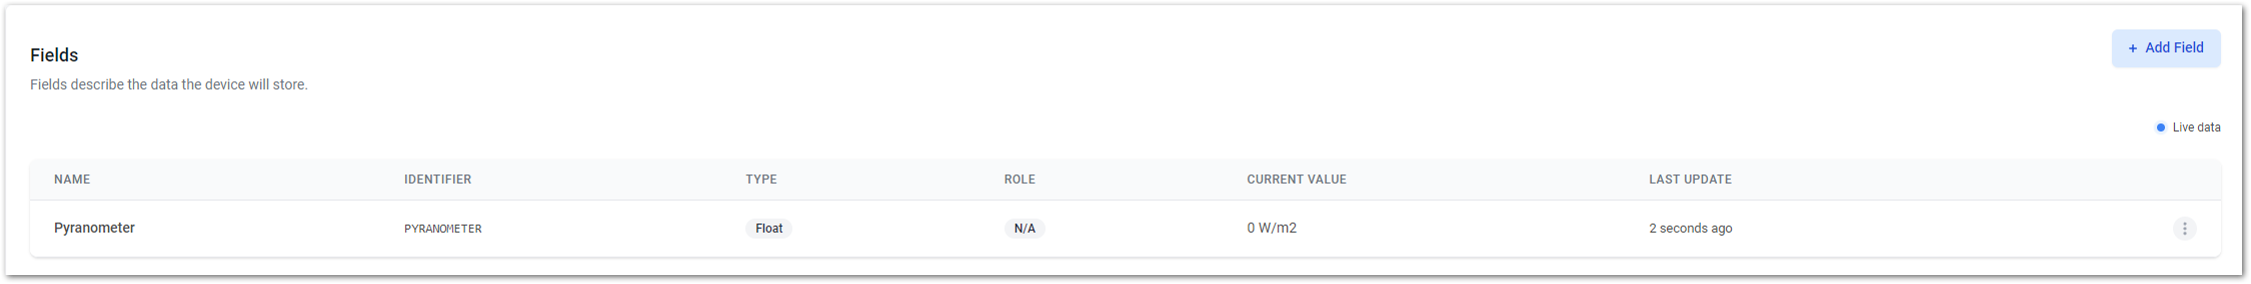 Fields
+ Add Field
Fields describe the data the device will store.
Live data
NAME IDENTIFIER TYPE ROLE CURRENT VALUE LAST UPDATE
Pyranometer PYRANOMETER Float N/A 0 W/m2 2 seconds ago